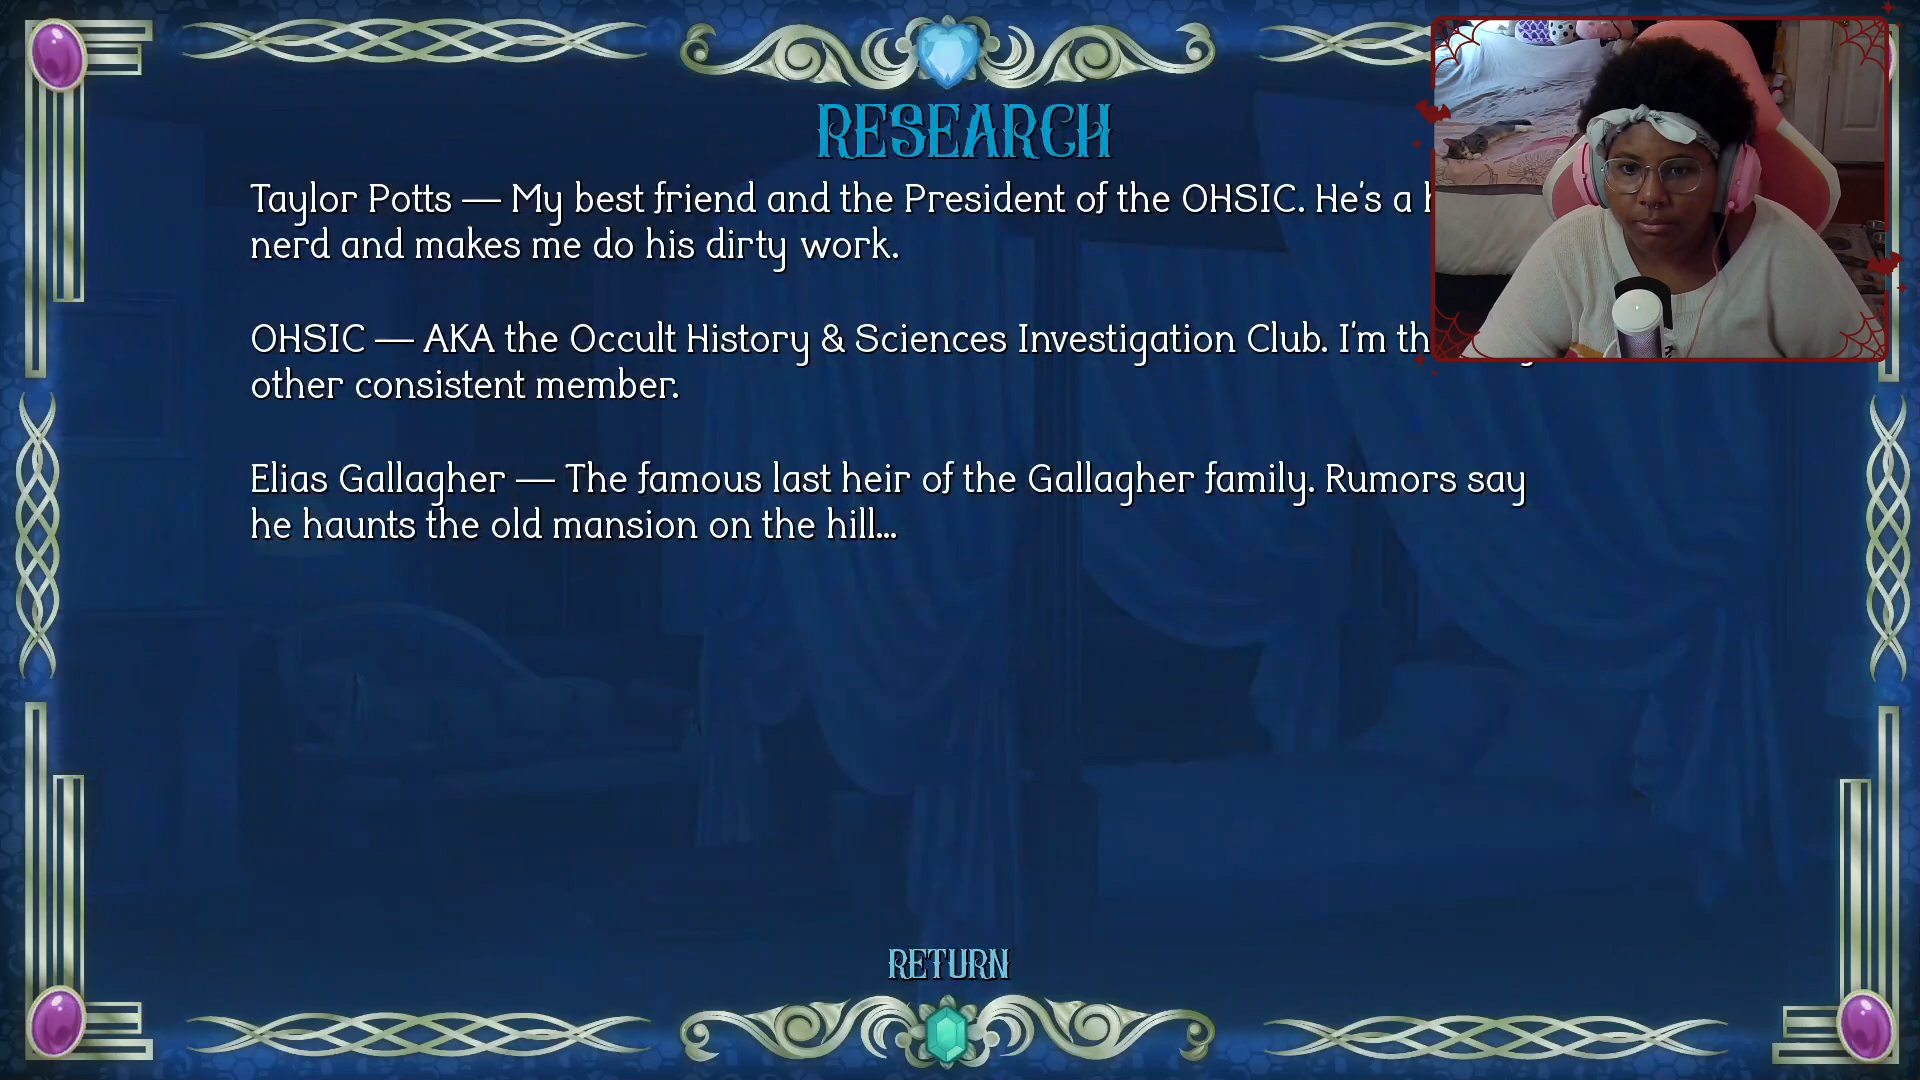 RESEARCH
Taylor Potts — My best friend and the President of the OHSIC. He's a
nerd and makes me do his dirty work.
OHSIC — AKA the Occult History & Sciences Investigation Club. I'm
other consistent member.
Elias Gallagher — The famous last heir of the Gallagher family. Rumors say
he haunts the old mansion on the hill...
RETURN